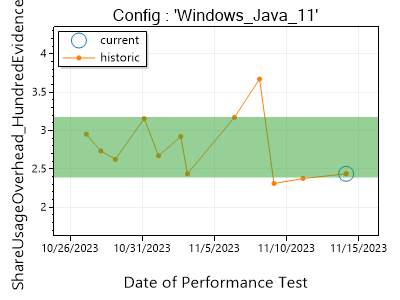 Config : 'Windows_Java_11'
current
historic
ShareUsageOverhead_HundredEvidence
4
3.5
3
2.5
2
10/26/2023
10/31/2023
11/5/2023
11/10/2023
11/15/2023
Date of Performance Test